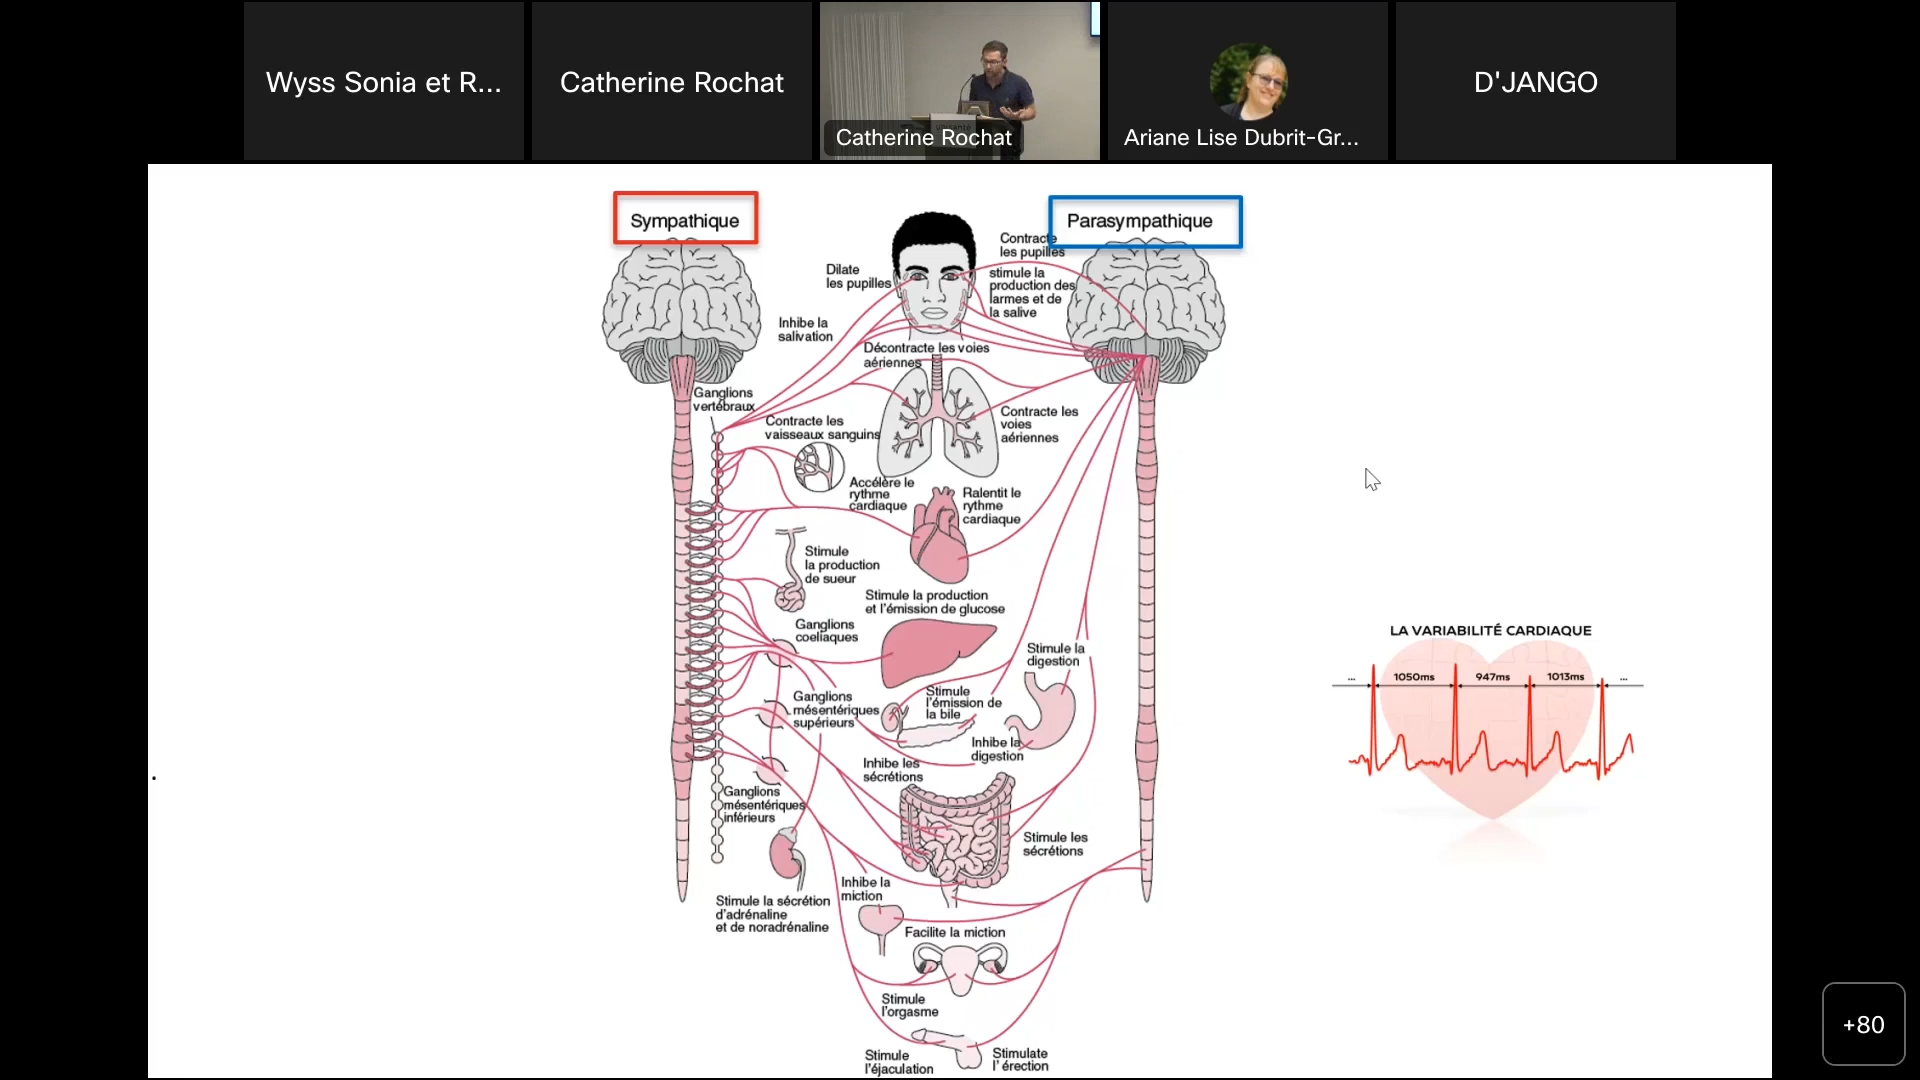 Wyss Sonia et R...
Catherine Rochat
Catherine Rochat
Ariane Lise Dubrit-Gr...
D'JANGO
Sympathique
Parasympathique
Contracte
les pupilles
Dilate
les pupilles
stimule la
production des
larmes et de
la salive
Inhibe la
salivation
Décontracte les voies
aériennes
Ganglions
vertébraux
Contracte les
vaisseaux sanguins
Contracte les
voies
aériennes
Accélère le
rythme
cardiaque
Ralentit le
rythme
cardiaque
Stimule
la production
de sueur
Stimule la production
et l'émission de glucose
Ganglions
coeliaques
Stimule la
digestion
Ganglions
mésentériques
supérieurs
Stimule
l'émission de
la bile
Inhibe la
digestion
Inhibe les
sécrétions
Ganglions
mésentériques
inférieurs
Stimule les
sécrétions
Inhibe la
miction
Stimule la sécrétion
d'adrénaline
et de noradrénaline
Facilite la miction
Stimule
l'orgasme
Stimule
l'éjaculation
Stimulate
l' érection
LA VARIABILITÉ CARDIAQUE
... 1050ms 947ms 1013ms ...
+80